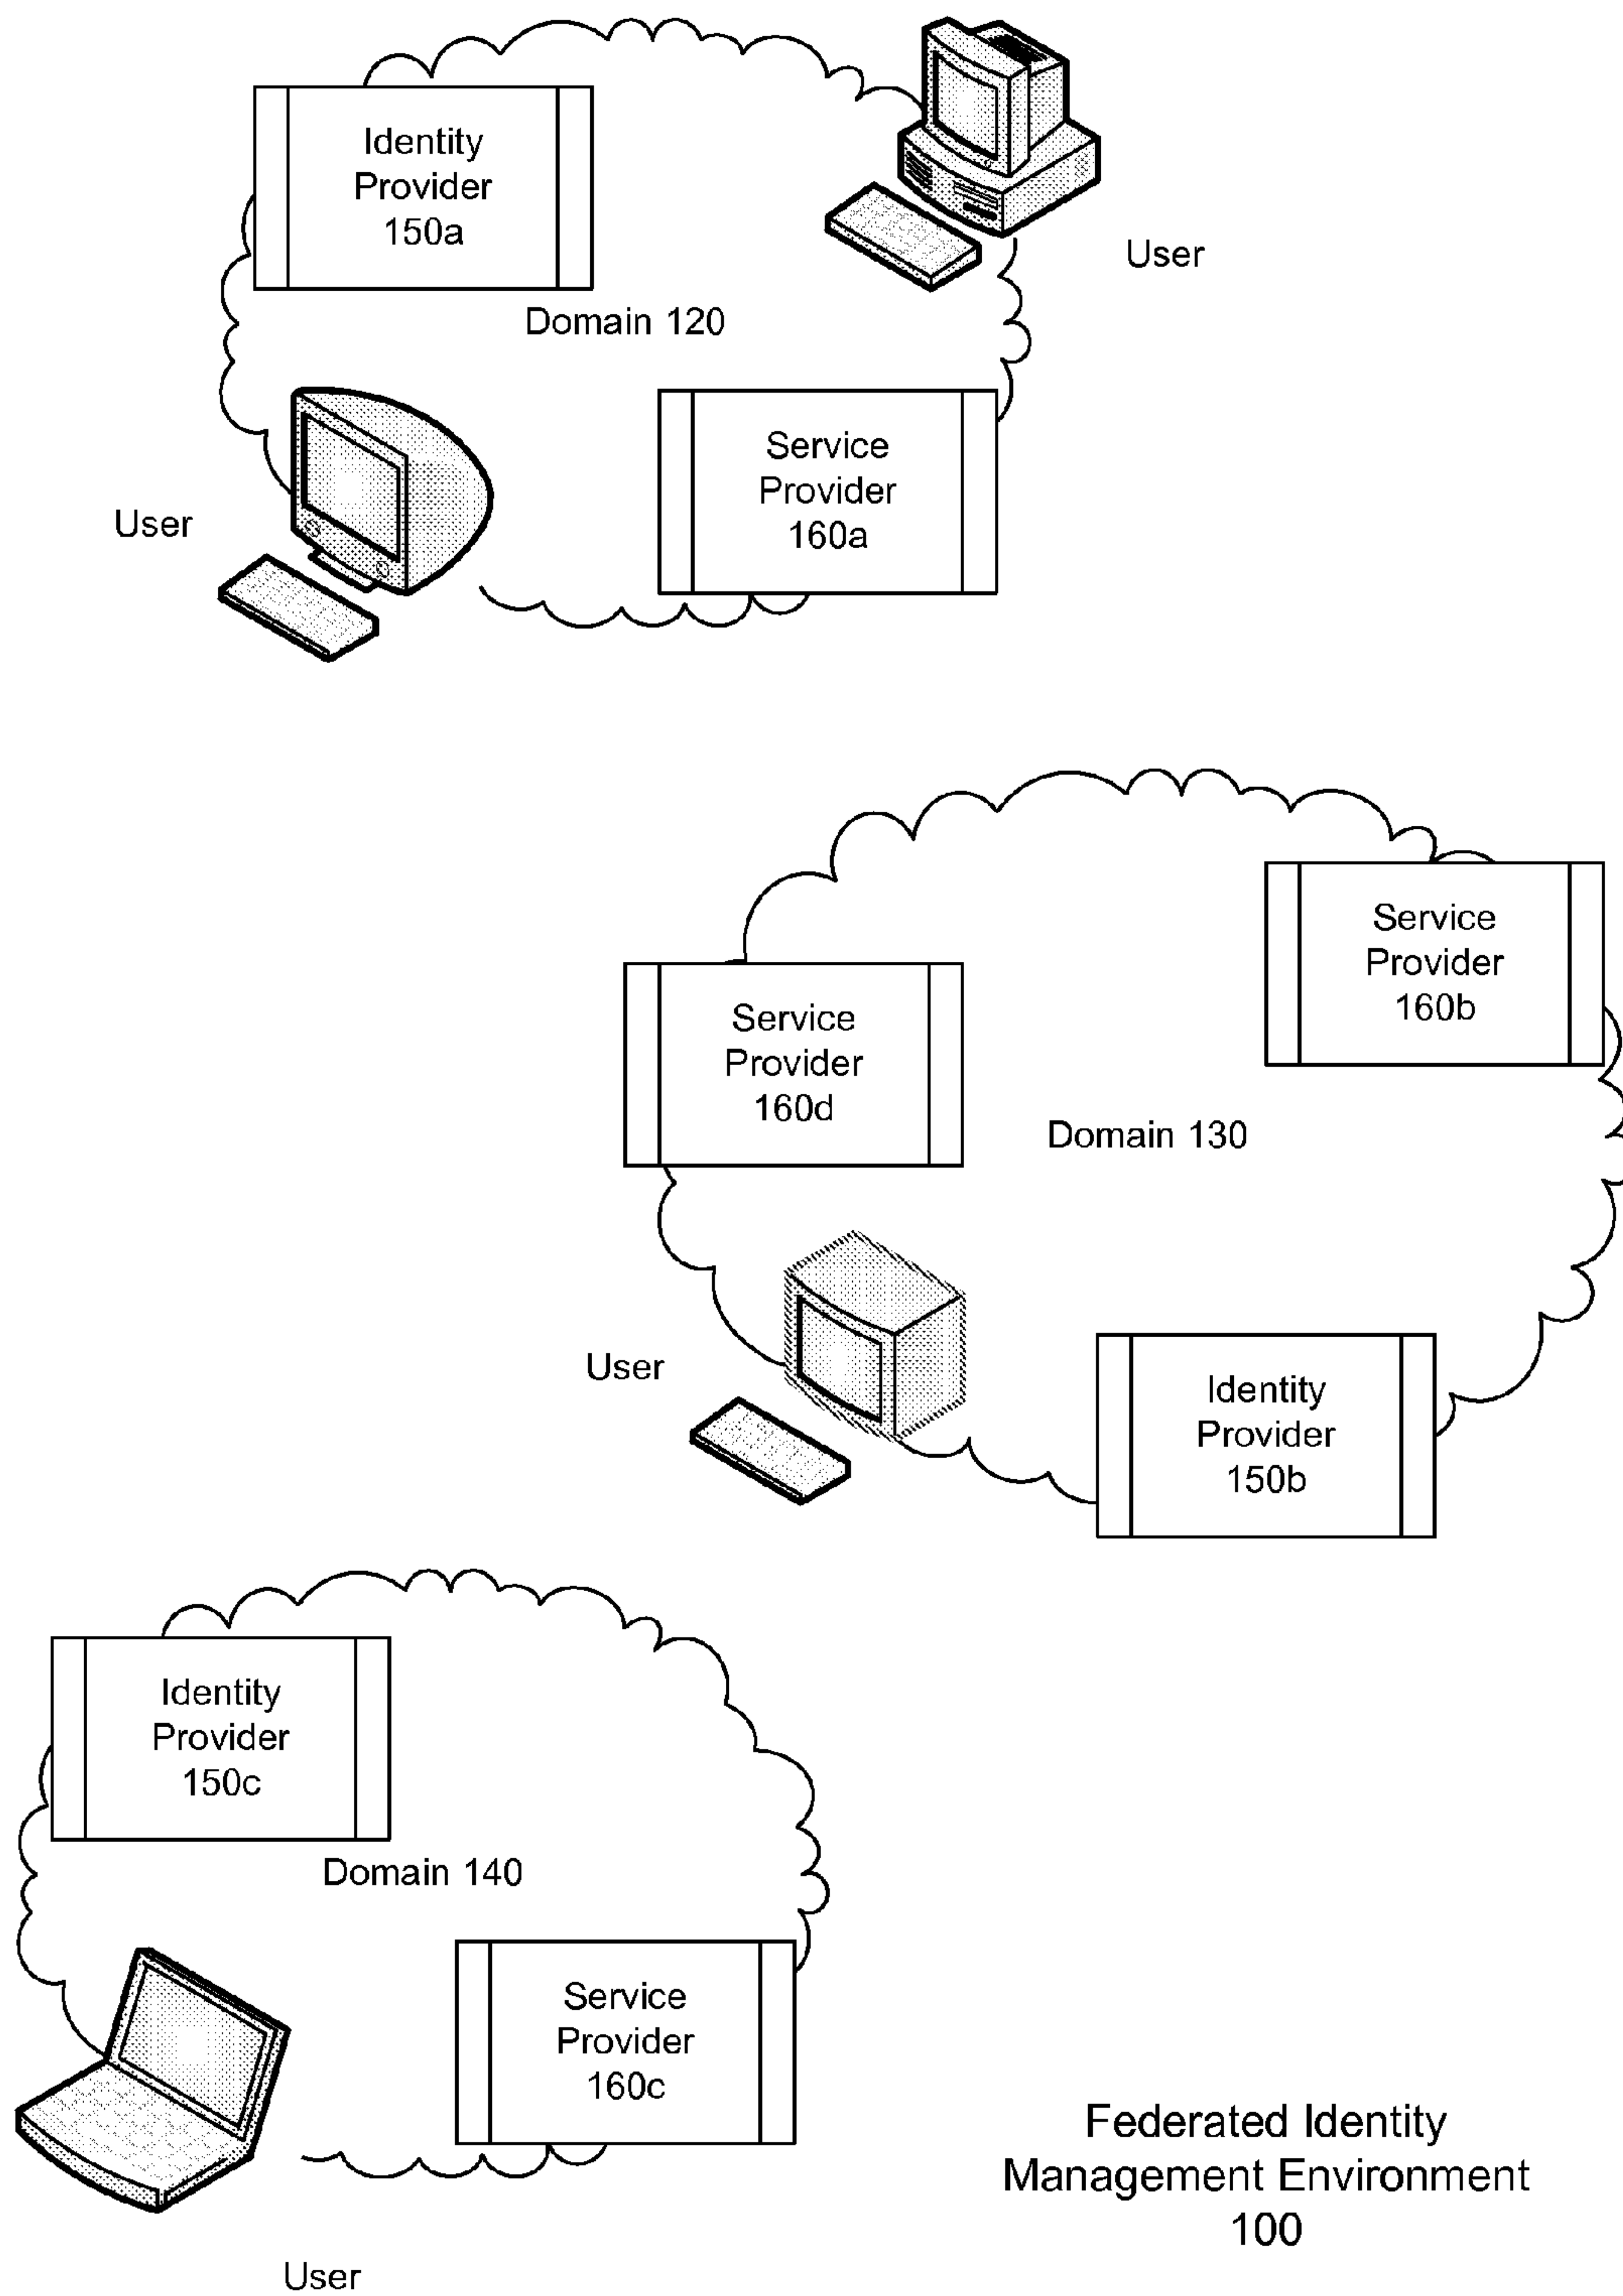 Identity
Provider
150a
User
Domain 120
Service
Provider
160a
User
Service
Provider
160b
Service
Provider
160d
Domain 130
User
Identity
Provider
150b
Identity
Provider
150c
Domain 140
Service
Provider
160c
Federated Identity
Management Environment
100
User